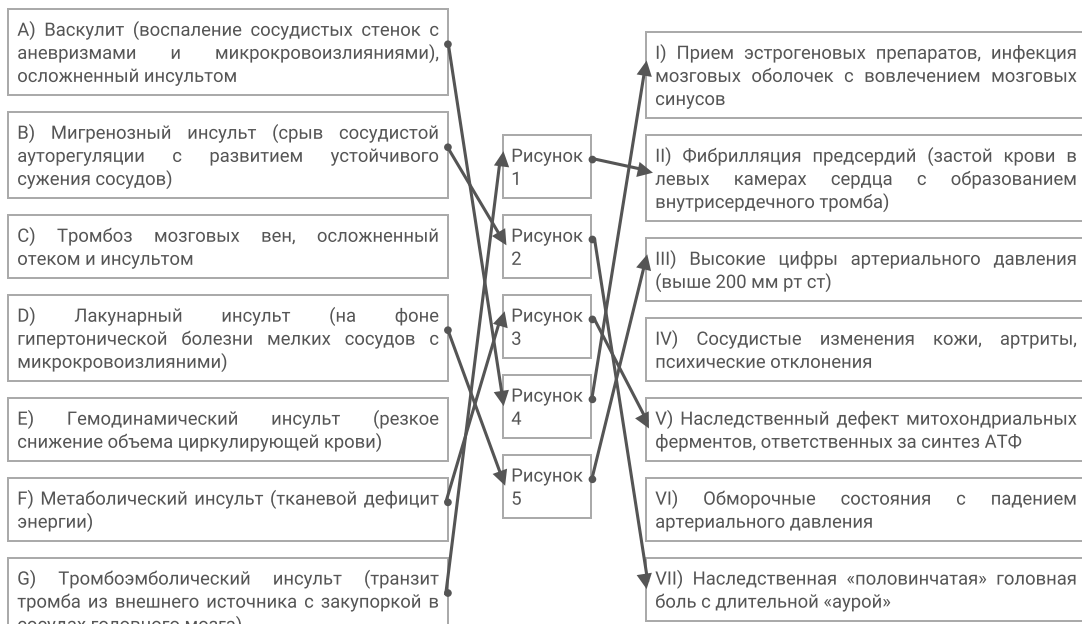 A) Васкулит (воспаление сосудистых стенок с
аневризмами и микрокровоизлияниями),
осложненный инсультом
B) Мигренозный инсульт (срыв сосудистой
ауторегуляции с развитием устойчивого
сужения сосудов)
C) Тромбоз мозговых вен, осложненный
отеком и инсультом
D) Лакунарный инсульт (на фоне
гипертонической болезни мелких сосудов с
микрокровоизлияними)
E) Гемодинамический инсульт (резкое
снижение объема циркулирующей крови)
F) Метаболический инсульт (тканевой дефицит
энергии)
G) Тромбоэмболический инсульт (транзит
тромба из внешнего источника с закупоркой в
сосудах головного мозга)
Рисунок
1
Рисунок
2
Рисунок
3
Рисунок
4
Рисунок
5
I) Прием эстрогеновых препаратов, инфекция
мозговых оболочек с вовлечением мозговых
синусов
II) Фибрилляция предсердий (застой крови в
левых камерах сердца с образованием
внутрисердечного тромба)
III) Высокие цифры артериального давления
(выше 200 мм рт ст)
IV) Сосудистые изменения кожи, артриты,
психические отклонения
V) Наследственный дефект митохондриальных
ферментов, ответственных за синтез АТФ
VI) Обморочные состояния с падением
артериального давления
VII) Наследственная «половинчатая» головная
боль с длительной «аурой»